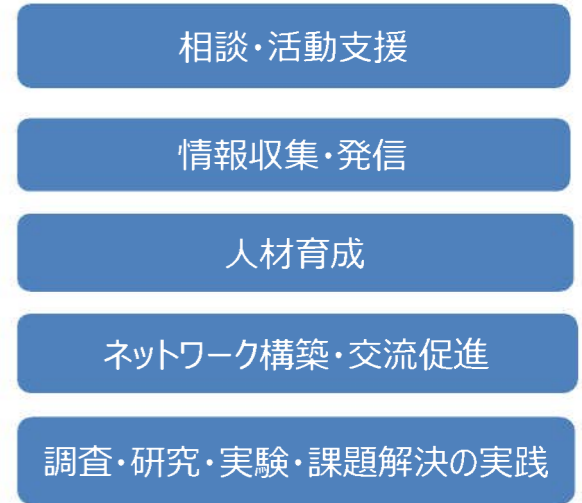 相談・活動支援
情報収集・発信
人材育成
ネットワーク構築・交流促進
調査・研究・実験・課題解決の実践